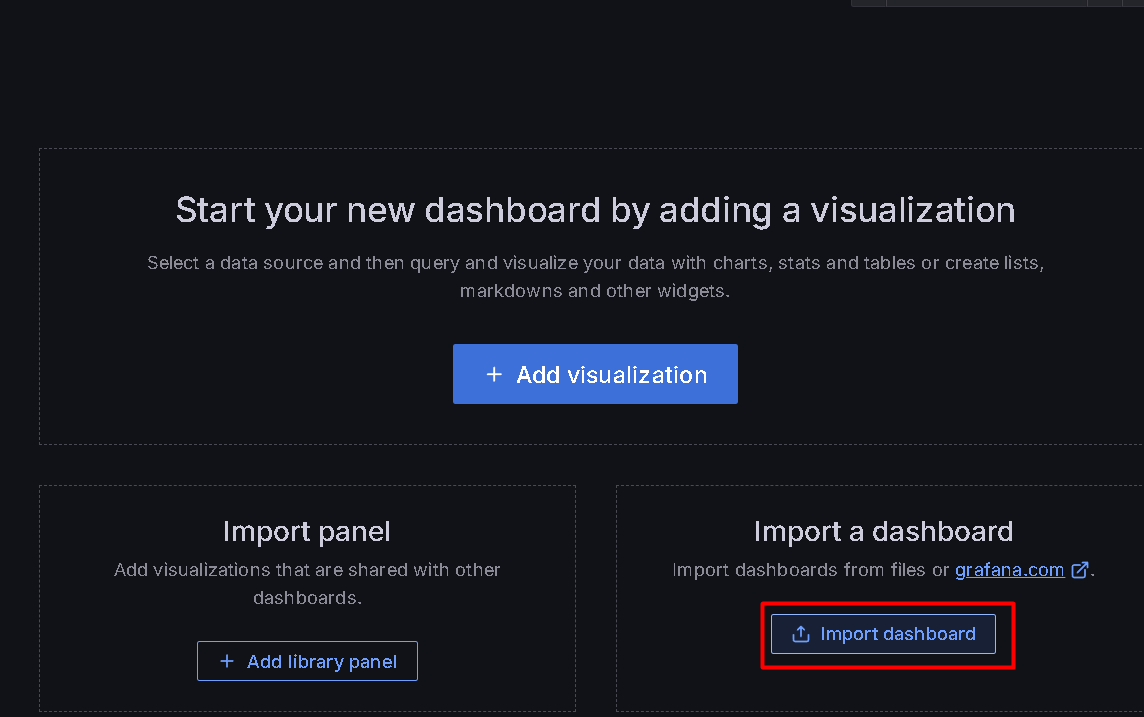 Start your new dashboard by adding a visualization
Select a data source and then query and visualize your data with charts, stats and tables or create lists,
markdowns and other widgets.
+ Add visualization
Import panel
Add visualizations that are shared with other
dashboards.
+ Add library panel
Import a dashboard
Import dashboards from files or grafana.com.
Import dashboard